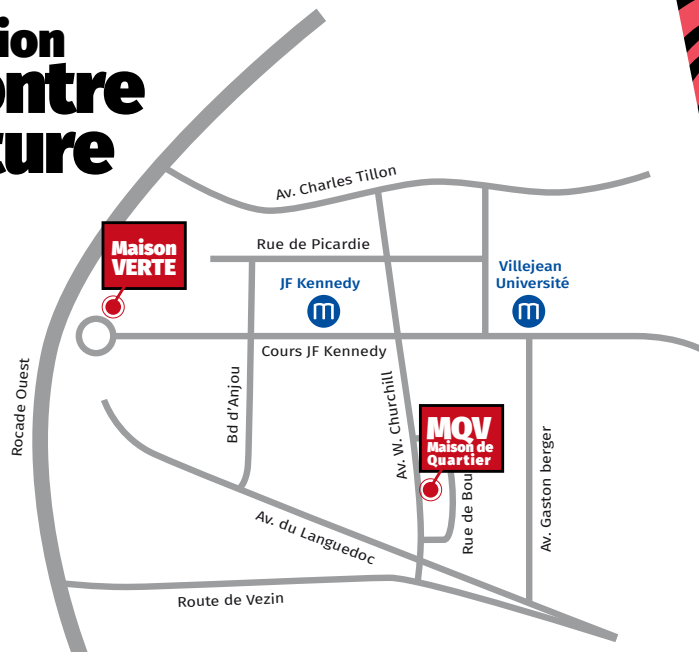 ion
ontre
ture
Av. Charles Tillon
Maison
VERTE
Rue de Picardie
JF Kennedy
m
Villejean
Université
m
Cours JF Kennedy
Rocade Ouest
Bd d'Anjou
Av. W. Churchill
MQV
Maison de
Quartier
Rue de Bou
Av. Gaston berger
Av. du Languedoc
Route de Vezin